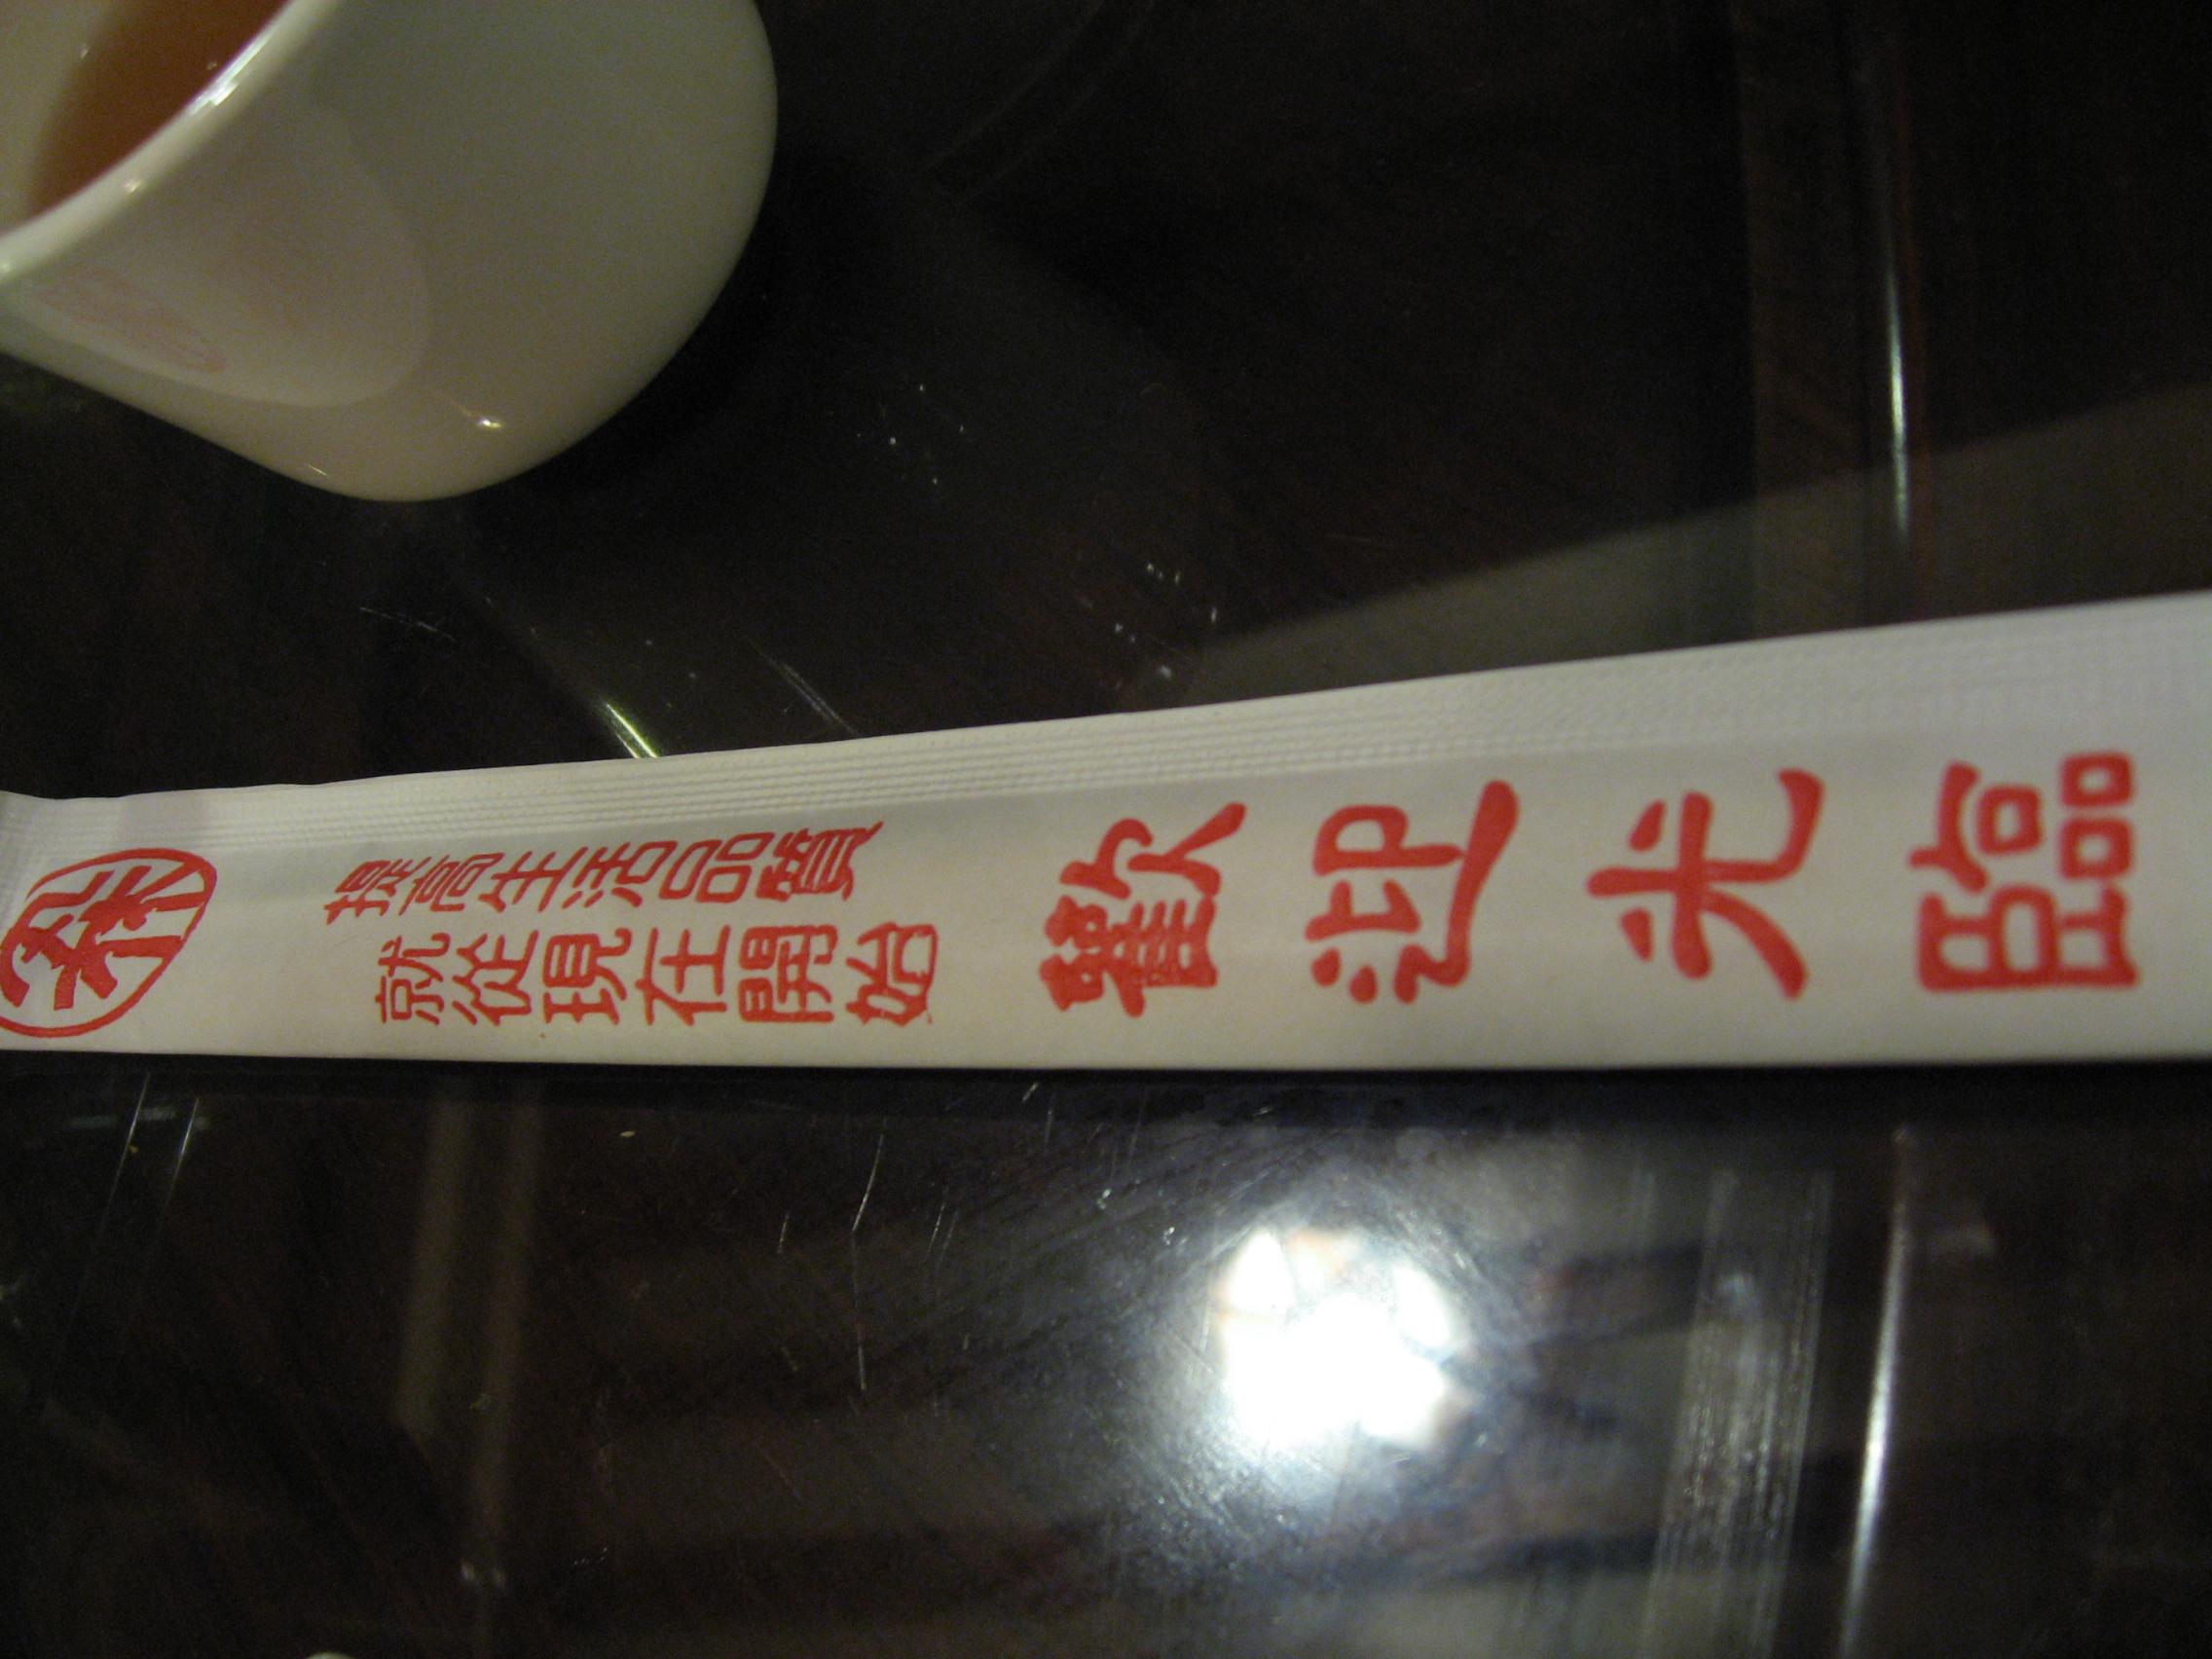 提高生活品質
就從現在開始
歡迎光臨